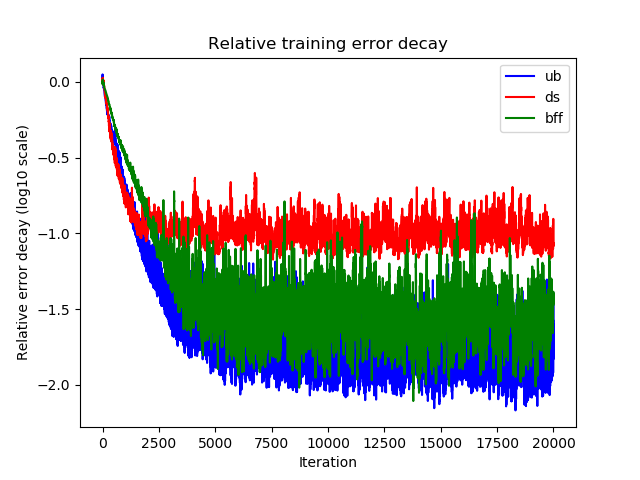 Relative training error decay
ub
ds
bff
Relative error decay (log10 scale)
0.0
−0.5
−1.0
−1.5
−2.0
0
2500
5000
7500
10000
12500
15000
17500
20000
Iteration